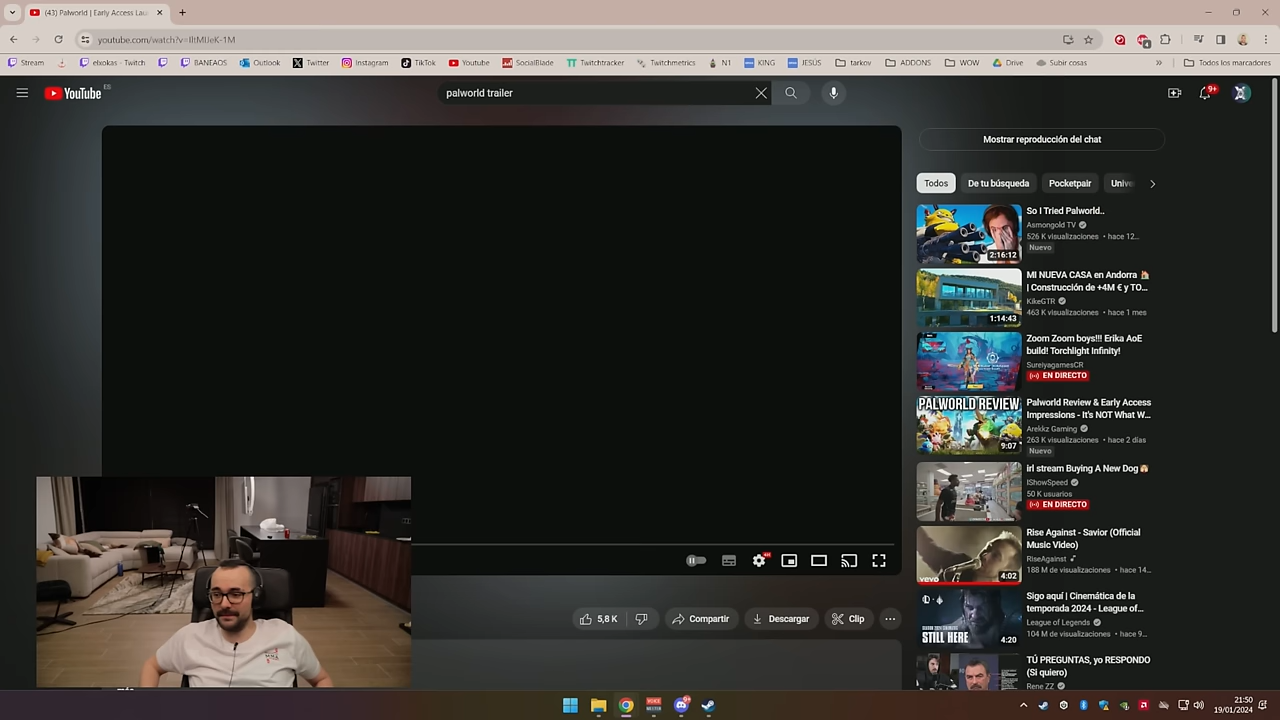 (43) Palworld | Early Access Lau
youtube.com/watch?v=IltMlJeK-1M
Stream
elxokas - Twitch
BANEAOS
Outlook
Twitter
Instagram
TikTok
Youtube
SocialBlade
Twitchtracker
Twitchmetrics
N1
KING
JESÚS
tarkov
ADDONS
WOW
Drive
Subir cosas
»
Todos los marcadores
YouTube ES
palworld trailer
9+
Mostrar reproducción del chat
Todos
De tu búsqueda
Pocketpair
Unive
So I Tried Palworld..
Asmongold TV
526 K visualizaciones • hace 12...
Nuevo
2:16:12
MI NUEVA CASA en Andorra
| Construcción de +4M € y TO...
KikeGTR
463 K visualizaciones • hace 1 mes
1:14:43
Zoom Zoom boys!!! Erika AoE
build! Torchlight Infinity!
SureiyagamesCR
EN DIRECTO
PALWORLD REVIEW
9:07
Palworld Review & Early Access
Impressions - It's NOT What W...
Arekkz Gaming
263 K visualizaciones • hace 2 días
Nuevo
irl stream Buying A New Dog
IShowSpeed
50 K usuarios
EN DIRECTO
Rise Against - Savior (Official
Music Video)
RiseAgainst
188 M de visualizaciones • hace 14...
vevo
4:02
Sigo aquí | Cinemática de la
temporada 2024 - League of...
League of Legends
104 M de visualizaciones • hace 9...
STILL HERE
4:20
TÚ PREGUNTAS, yo RESPONDO
(Si quiero)
Rene ZZ
5,8 K
Compartir
Descargar
Clip
...
21:50
19/01/2024